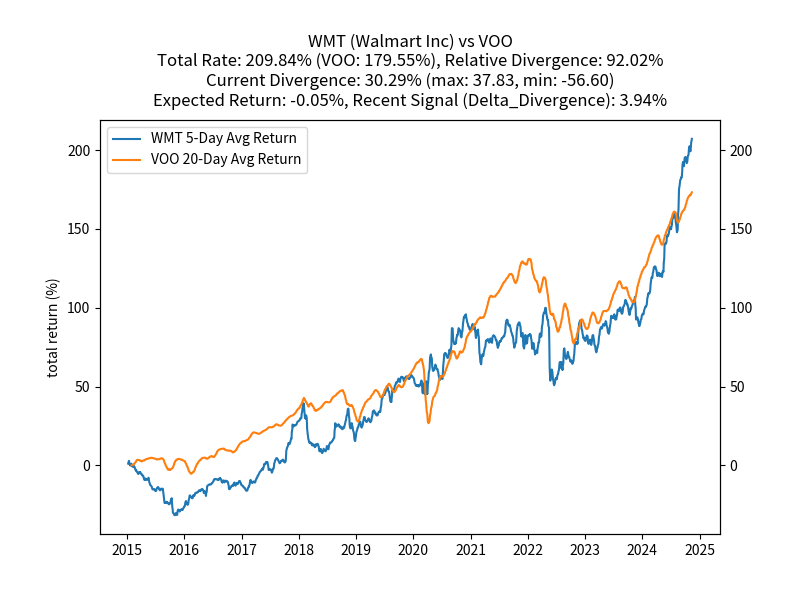 WMT (Walmart Inc) vs VOO
Total Rate: 209.84% (VOO: 179.55%), Relative Divergence: 92.02%
Current Divergence: 30.29% (max: 37.83, min: -56.60)
Expected Return: -0.05%, Recent Signal (Delta_Divergence): 3.94%
WMT 5-Day Avg Return
VOO 20-Day Avg Return
200 200
150 150
100 100
50 50
0 0
total return (%)
2015 2016 2017 2018 2019 2020 2021 2022 2023 2024 2025